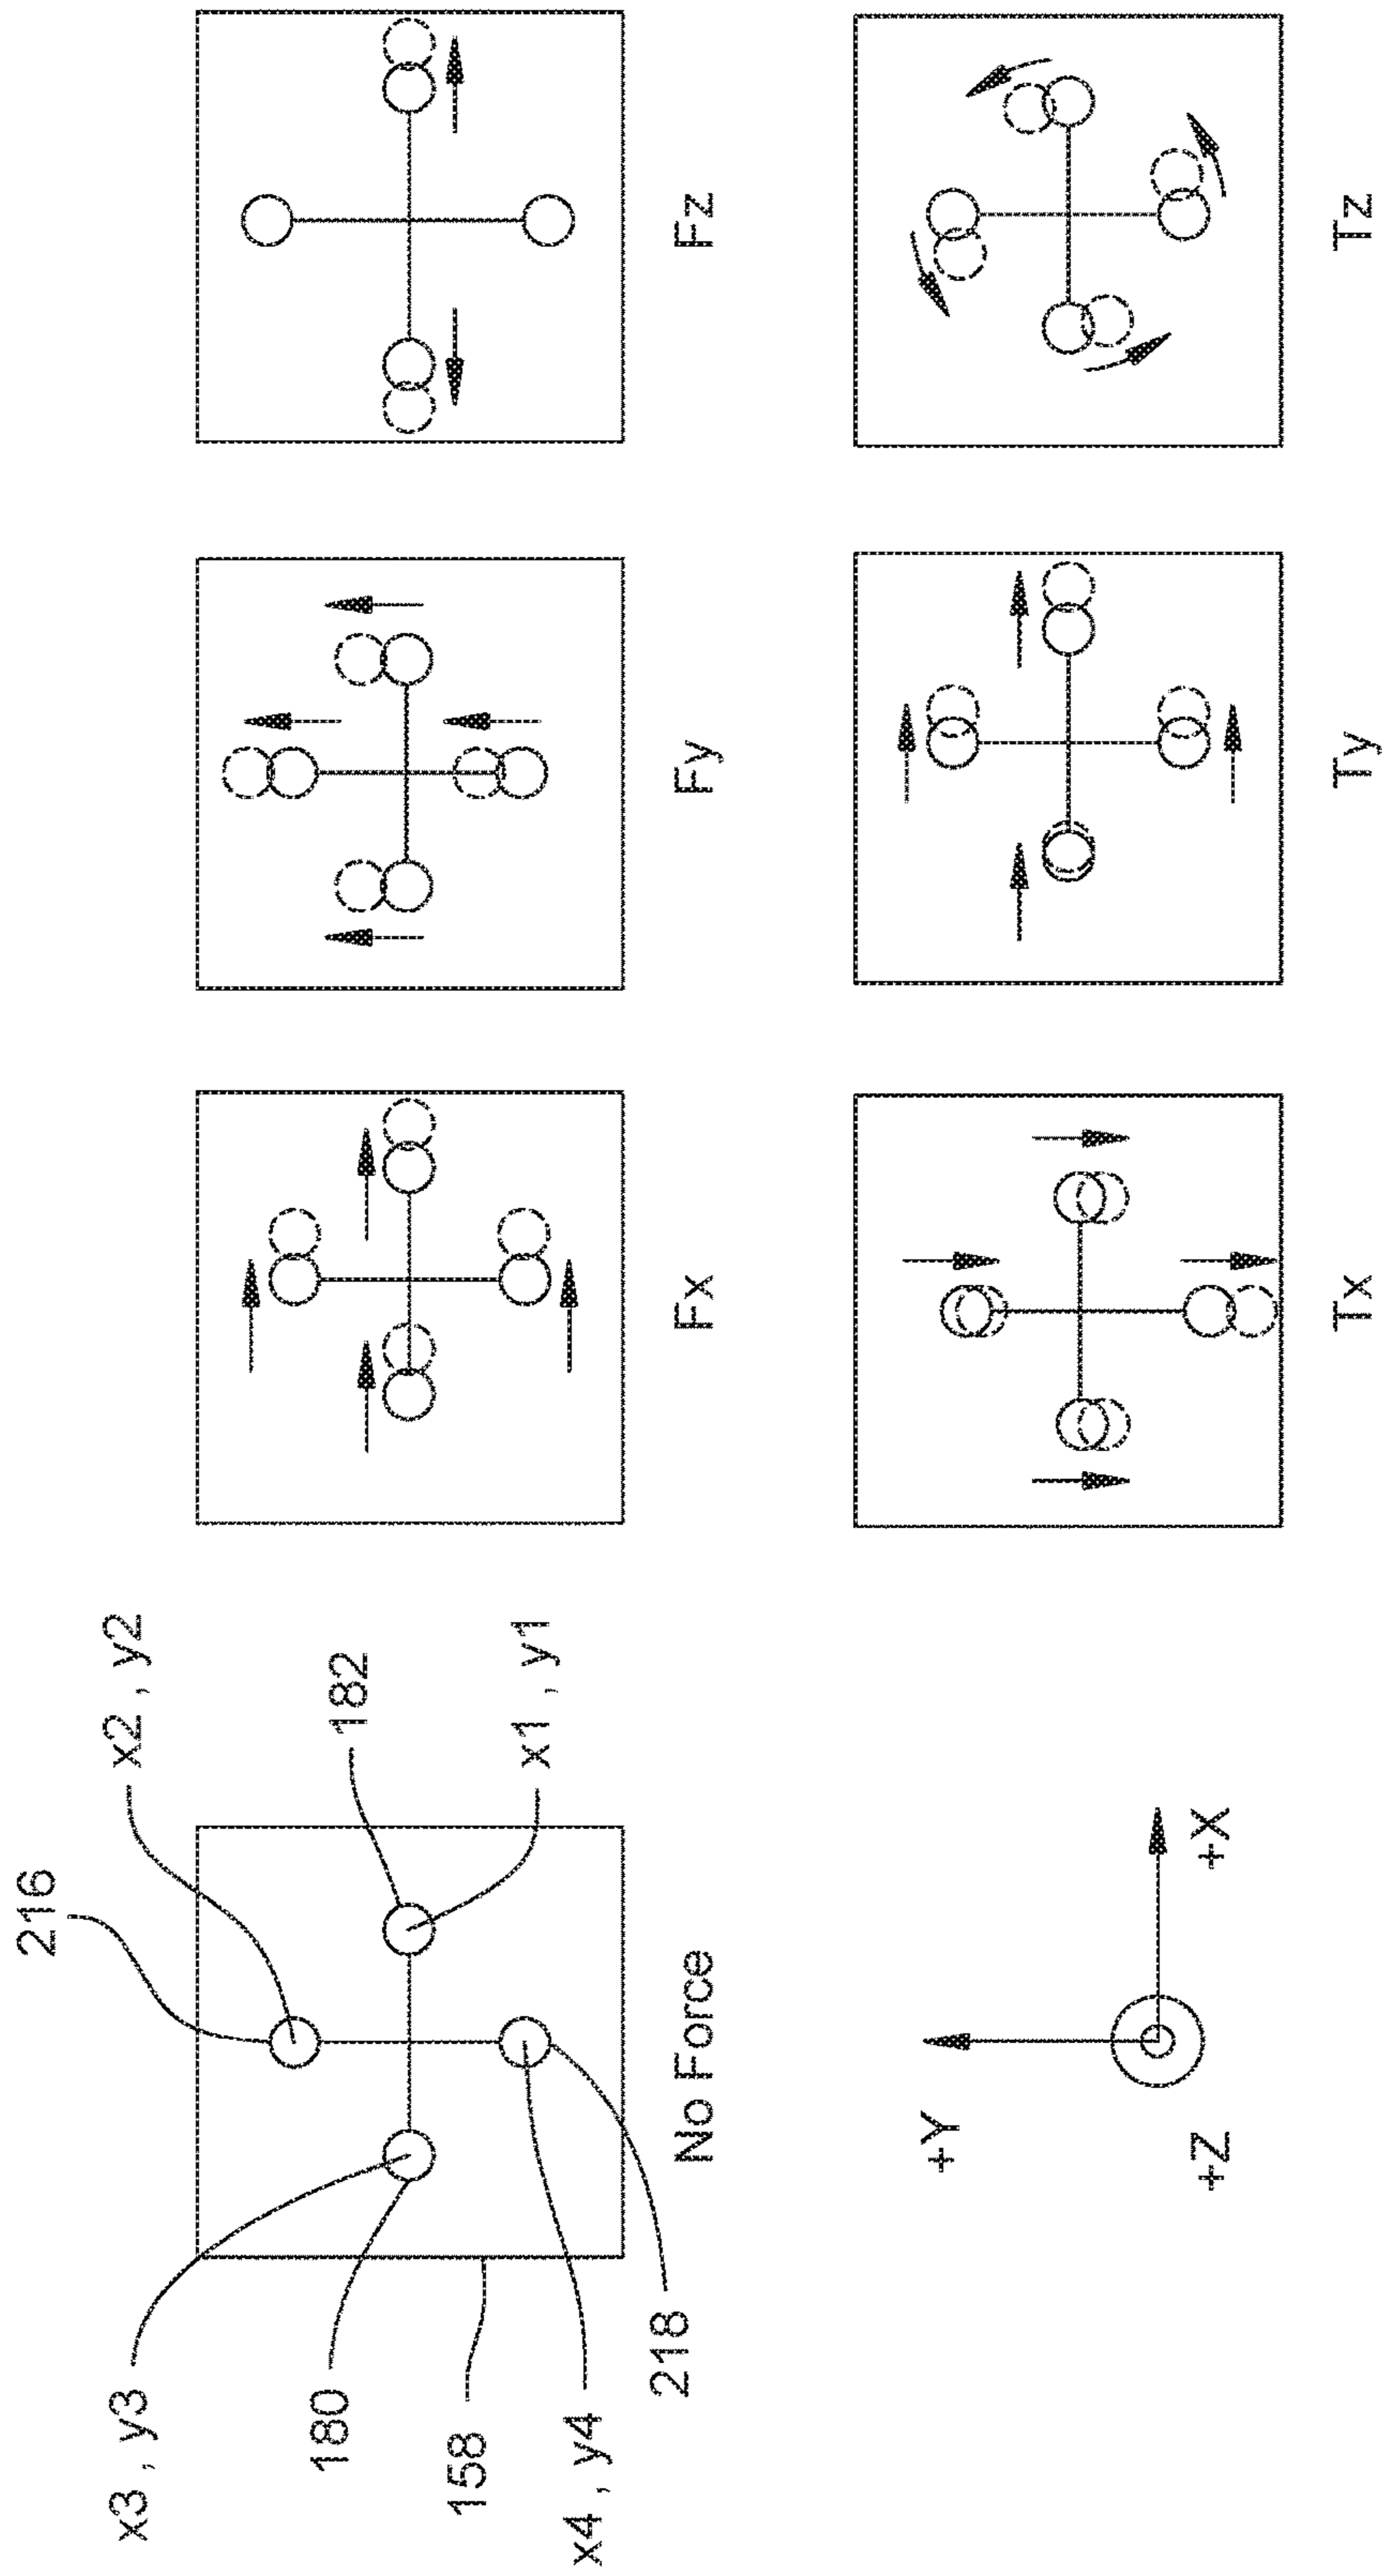 216
x2 , y2
x3 , y3
180
182
158
x1 , y1
x4 , y4
218
No Force
Fx
Fy
Fz
+Y
+Z
+X
Tx
Ty
Tz